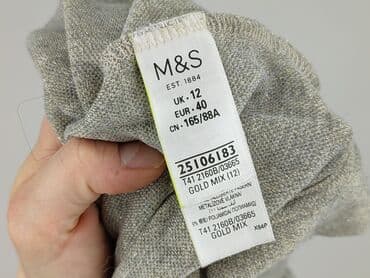 M&S
EST. 1884
UK · 12
EUR · 40
CN · 165/88A
25106183
T41 2160B/03665
GOLD MIX (12)
T41 2160B/03665
GOLD MIX
X94P